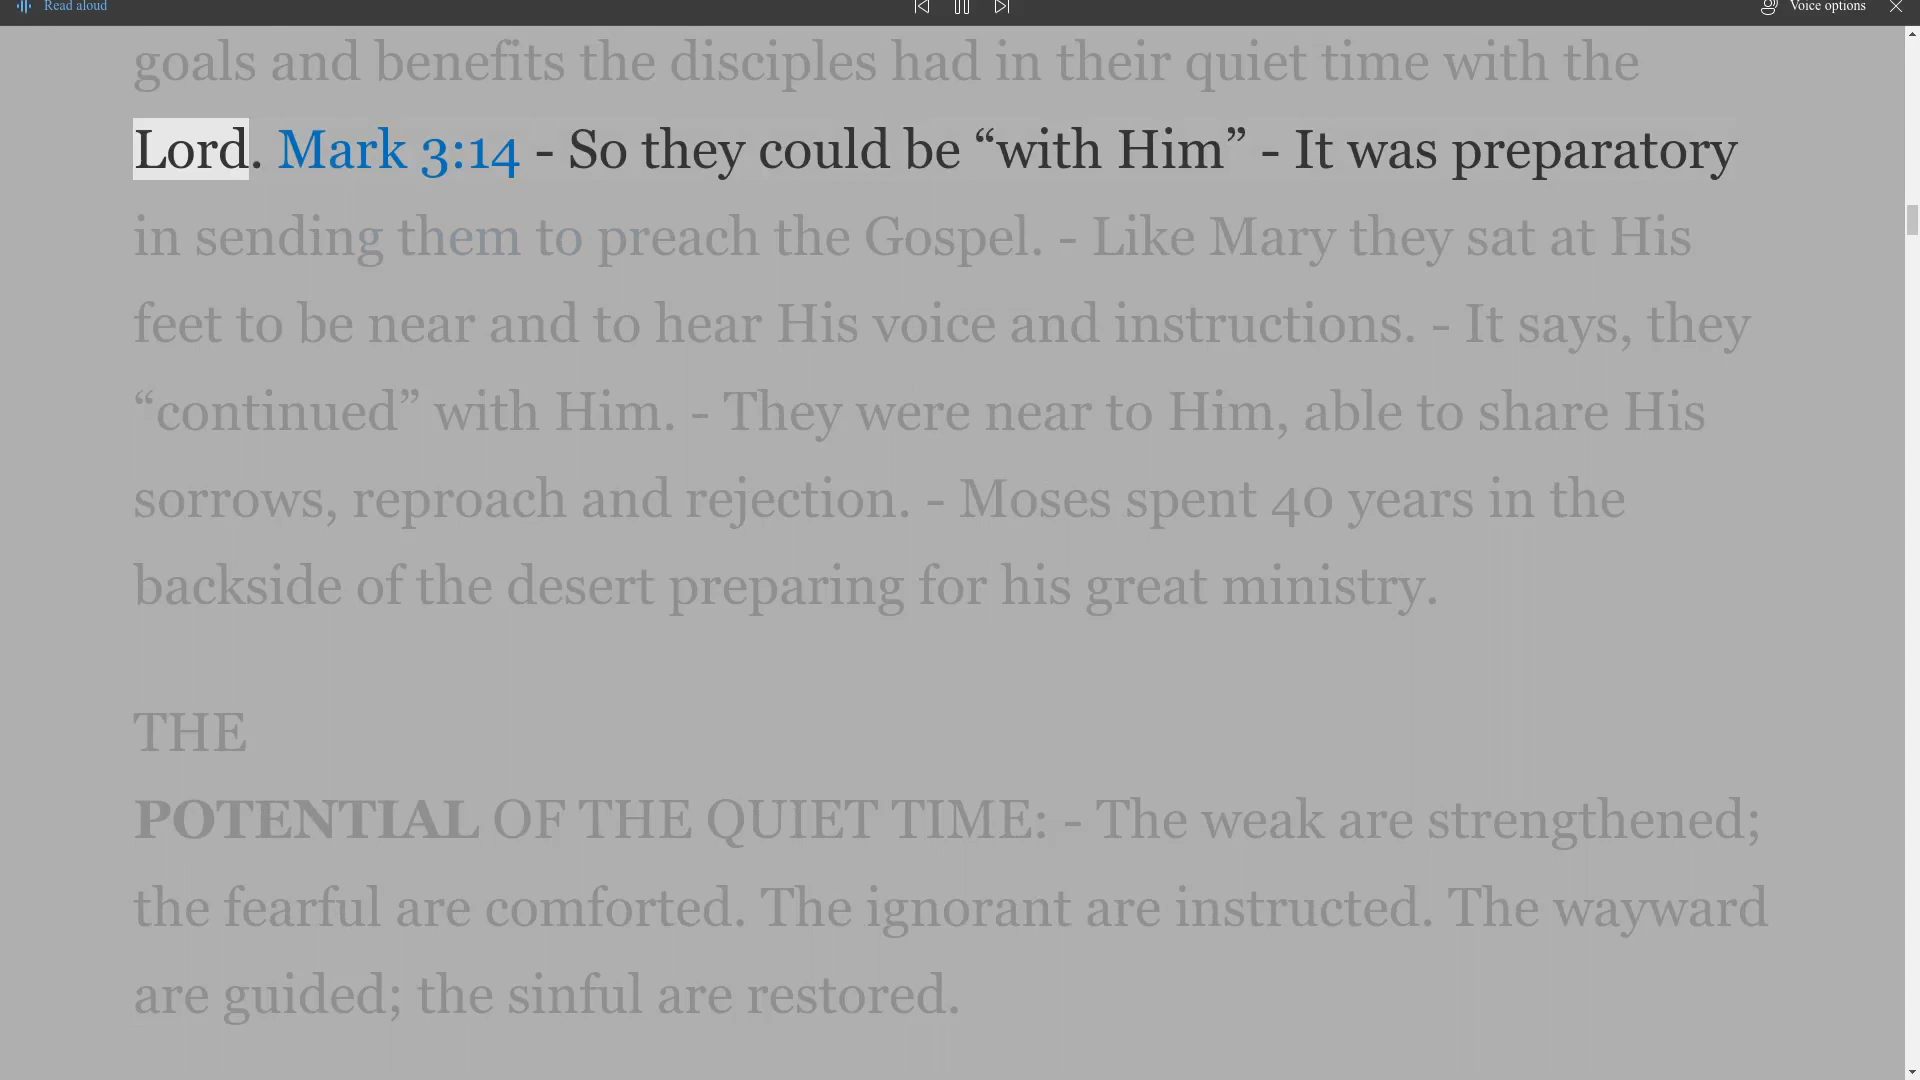 Read aloud
Voice options
goals and benefits the disciples had in their quiet time with the
Lord. Mark 3:14 - So they could be “with Him” - It was preparatory
in sending them to preach the Gospel. - Like Mary they sat at His
feet to be near and to hear His voice and instructions. - It says, they
“continued” with Him. - They were near to Him, able to share His
sorrows, reproach and rejection. - Moses spent 40 years in the
backside of the desert preparing for his great ministry.
THE
POTENTIAL OF THE QUIET TIME: - The weak are strengthened;
the fearful are comforted. The ignorant are instructed. The wayward
are guided; the sinful are restored.